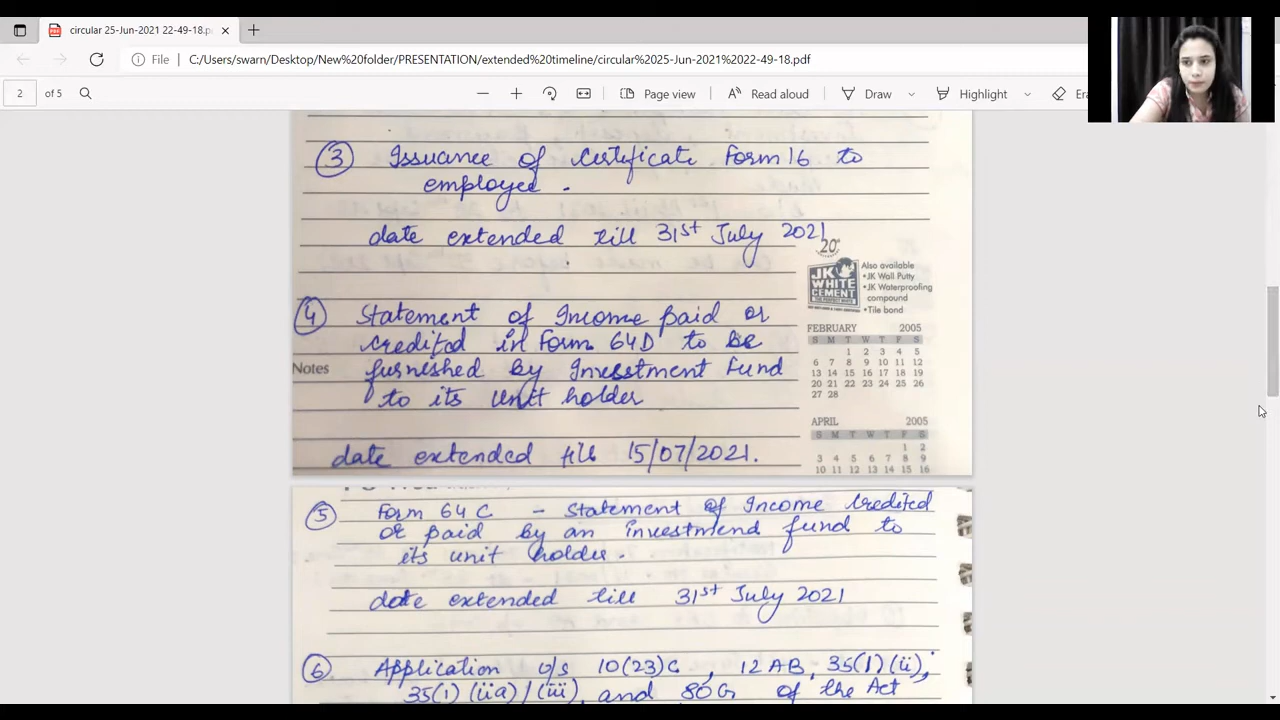 circular 25-Jun-2021 22-49-18.p
File
C:/Users/swarn/Desktop/New%20folder/PRESENTATION/extended%20timeline/circular%2025-Jun-2021%2022-49-18.pdf
2 of 5
Page view
Read aloud
Draw
Highlight
Era
3 Issuance of certificate Form 16 to
employee.
date extended till 31st July 2021
20
JK WHITE CEMENT
Also available
•JK Wall Putty
•JK Waterproofing
compound
•Tile bond
4 Statement of Income paid or
credited in Form 64D to be
Notes
furnished by Investment Fund
to its unit holder
FEBRUARY 2005
S M T W T F S
1 2 3 4 5
6 7 8 9 10 11 12
13 14 15 16 17 18 19
20 21 22 23 24 25 26
27 28
APRIL 2005
S M T W T F S
1 2
3 4 5 6 7 8 9
10 11 12 13 14 15 16
date extended till 15/07/2021.
5 Form 64C - Statement of Income Credited
or paid by an investmend fund to
its unit holder.
date extended till 31st July 2021
6 Application u/s 10(23)C, 12AB, 35(1)(ii),
35(1)(iia)/(iii), and 80G of the Act